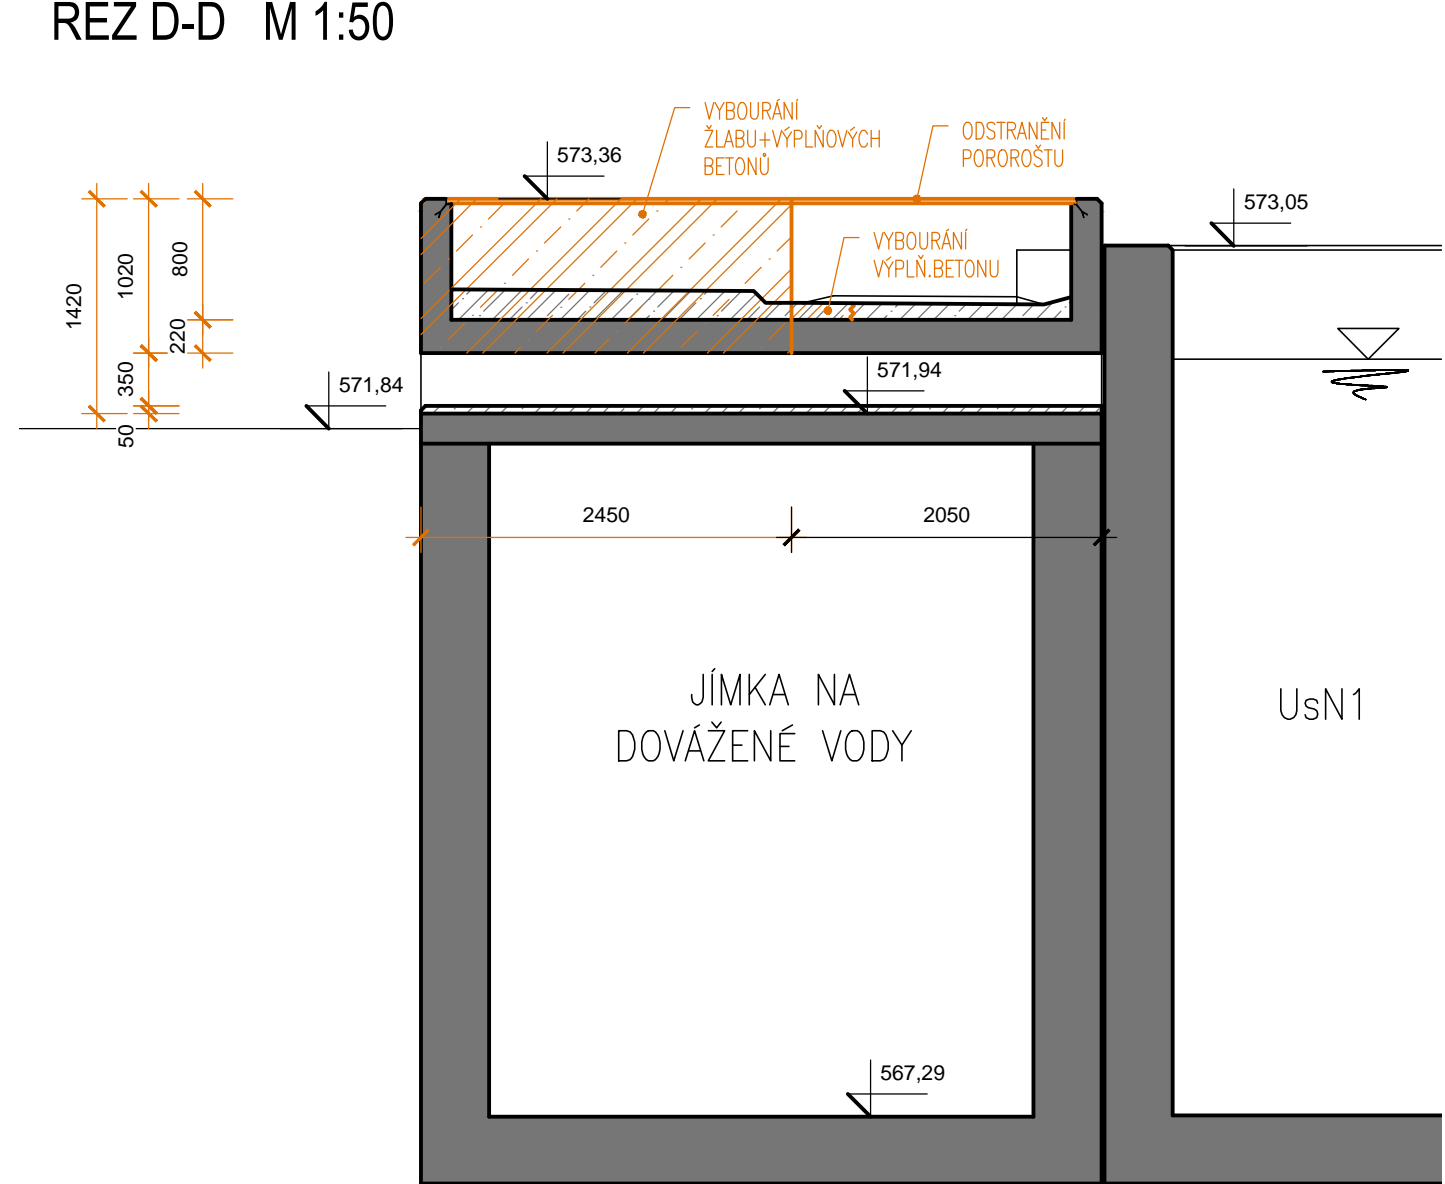 REZ D-D M 1:50
VYBOURÁNÍ
ŽLABU+VÝPLŇOVÝCH
BETONŮ
ODSTRANĚNÍ
POROROŠTU
573,36
573,05
VYBOURÁNÍ
VÝPLŇ.BETONU
1420
1020
800
220
350
50
571,84
571,94
2450
2050
JÍMKA NA
DOVÁŽENÉ VODY
UsN1
567,29